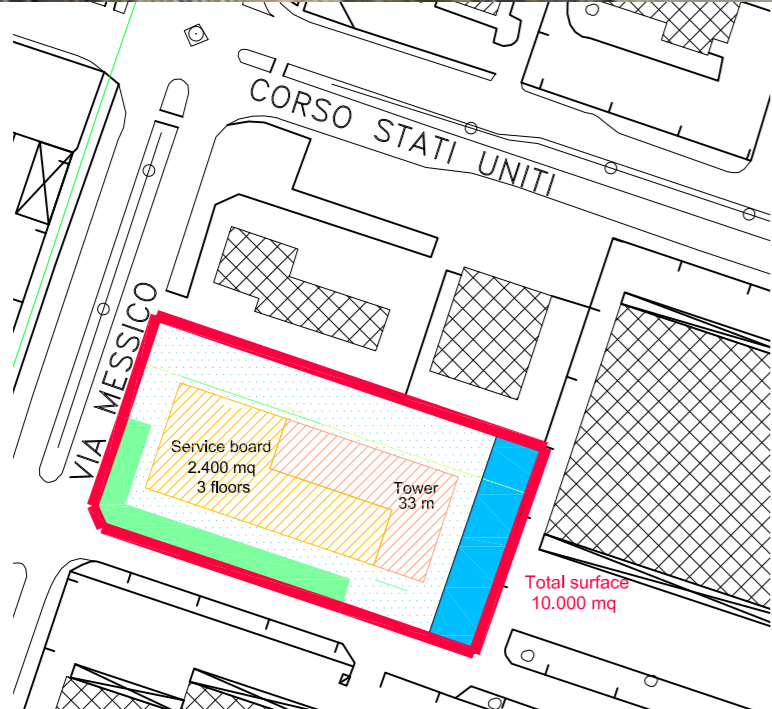 CORSO STATI UNITI
VIA MESSICO
Service board
2.400 mq
3 floors
Tower
33 m
Total surface
10.000 mq